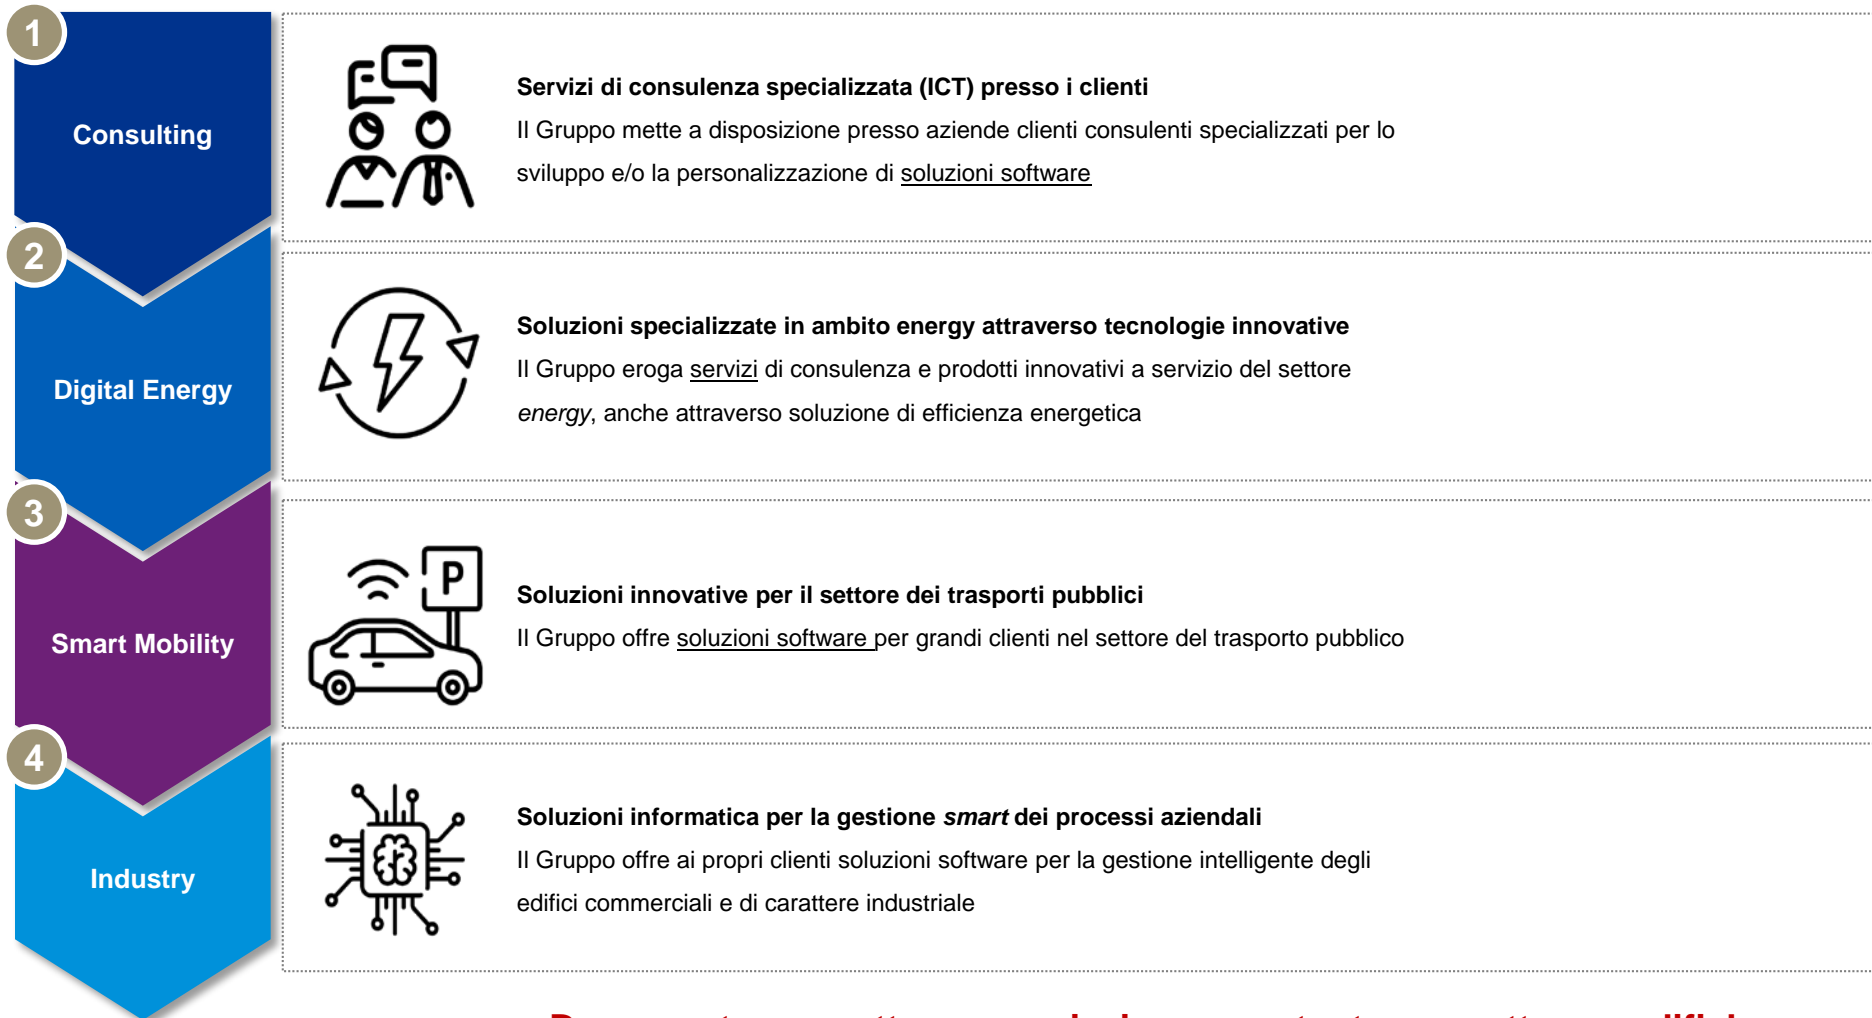 1
Consulting
Servizi di consulenza specializzata (ICT) presso i clienti
Il Gruppo mette a disposizione presso aziende clienti consulenti specializzati per lo
sviluppo e/o la personalizzazione di soluzioni software
2
Digital Energy
Soluzioni specializzate in ambito energy attraverso tecnologie innovative
Il Gruppo eroga servizi di consulenza e prodotti innovativi a servizio del settore
energy, anche attraverso soluzione di efficienza energetica
3
Smart Mobility
P
Soluzioni innovative per il settore dei trasporti pubblici
Il Gruppo offre soluzioni software per grandi clienti nel settore del trasporto pubblico
4
Industry
Soluzioni informatica per la gestione smart dei processi aziendali
Il Gruppo offre ai propri clienti soluzioni software per la gestione intelligente degli
edifici commerciali e di carattere industriale